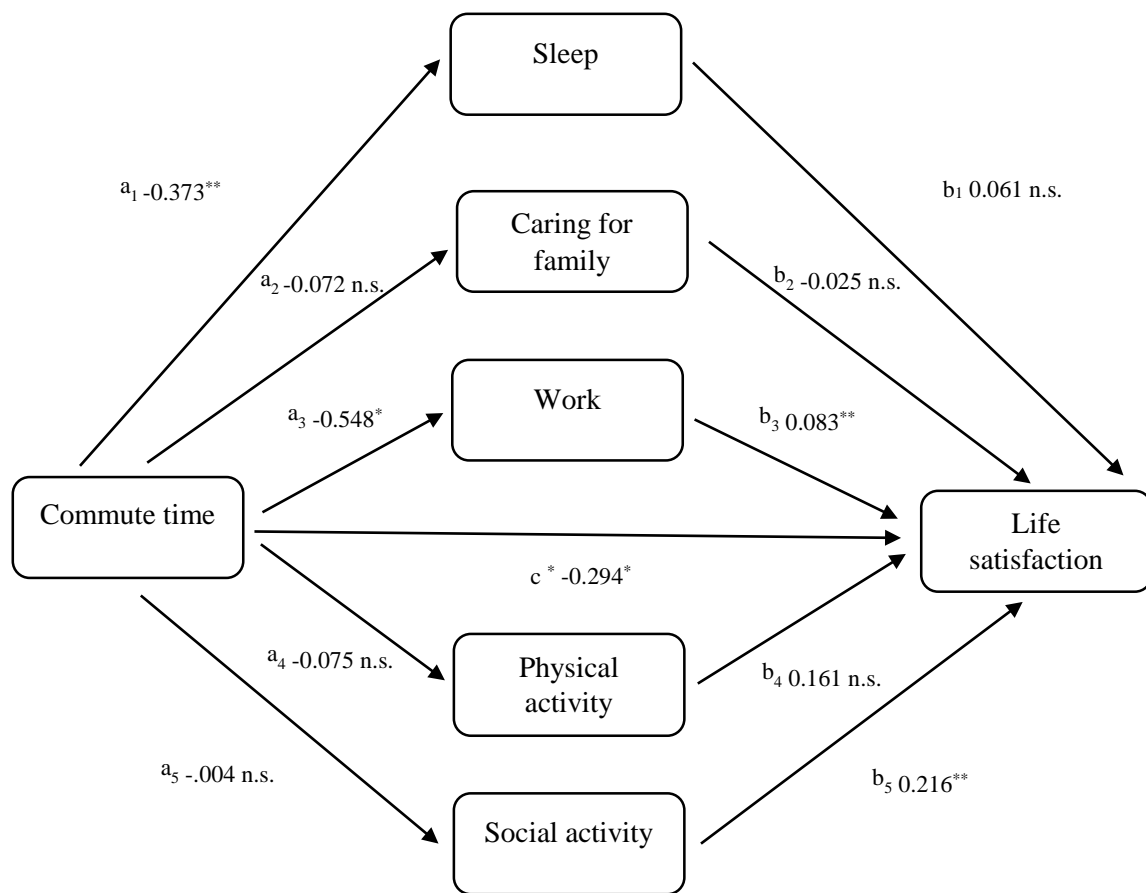 Sleep
a₁ -0.373**
b₁ 0.061 n.s.
Caring for
family
a₂ -0.072 n.s.
b₂ -0.025 n.s.
Work
a₃ -0.548*
b₃ 0.083**
Commute time
Life
satisfaction
c * -0.294*
Physical
activity
a₄ -0.075 n.s.
b₄ 0.161 n.s.
a₅ -.004 n.s.
b₅ 0.216**
Social activity